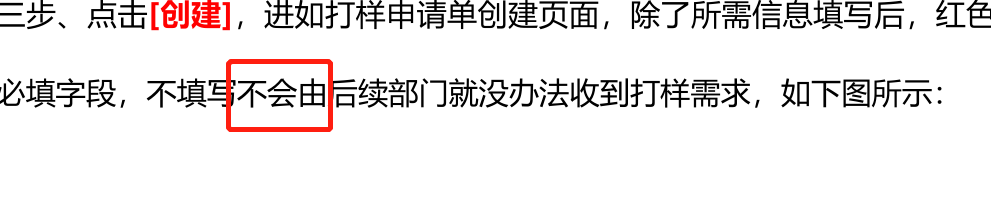 三步、点击[创建]，进如打样申请单创建页面，除了所需信息填写后，红色
必填字段，不填写不会由后续部门就没办法收到打样需求，如下图所示：